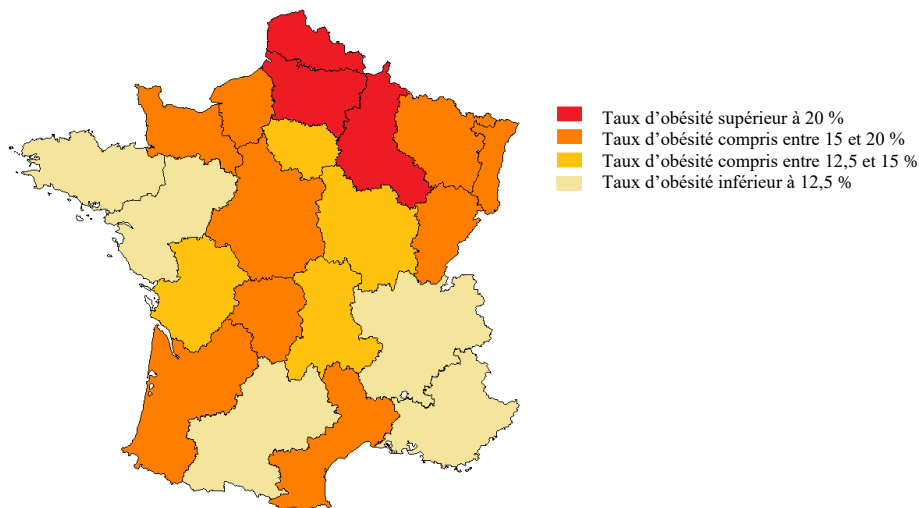 Taux d’obésité supérieur à 20 %
Taux d’obésité compris entre 15 et 20 %
Taux d’obésité compris entre 12,5 et 15 %
Taux d’obésité inférieur à 12,5 %